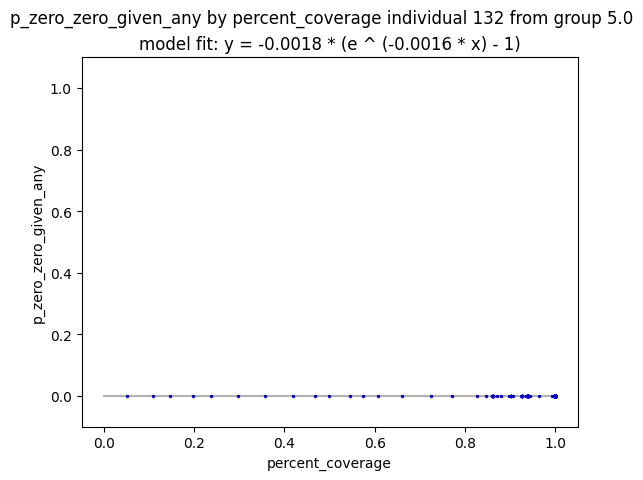 p_zero_zero_given_any by percent_coverage individual 132 from group 5.0
model fit: y = -0.0018 * (e ^ (-0.0016 * x) - 1)
1.0
0.8
0.6
0.4
0.2
0.0
p_zero_zero_given_any
0.0 0.2 0.4 0.6 0.8 1.0
percent_coverage